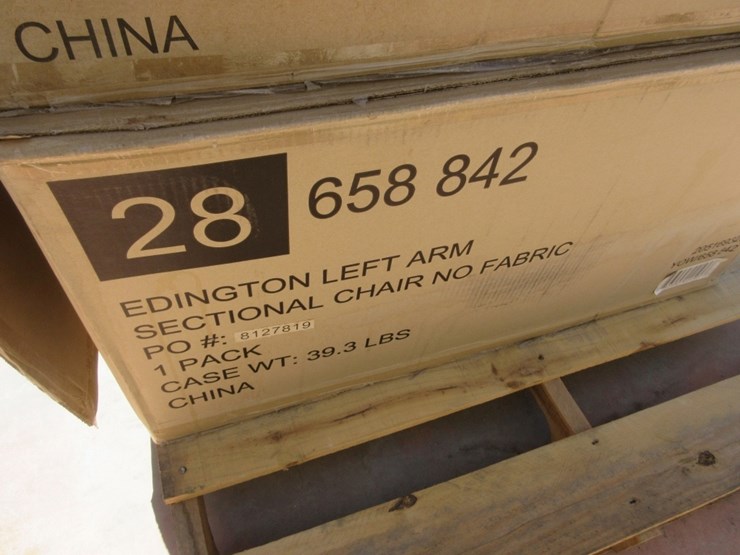 CHINA
28 658 842
EDINGTON LEFT ARM
SECTIONAL CHAIR NO FABRIC
PO #: 8127819
1 PACK
CASE WT: 39.3 LBS
CHINA